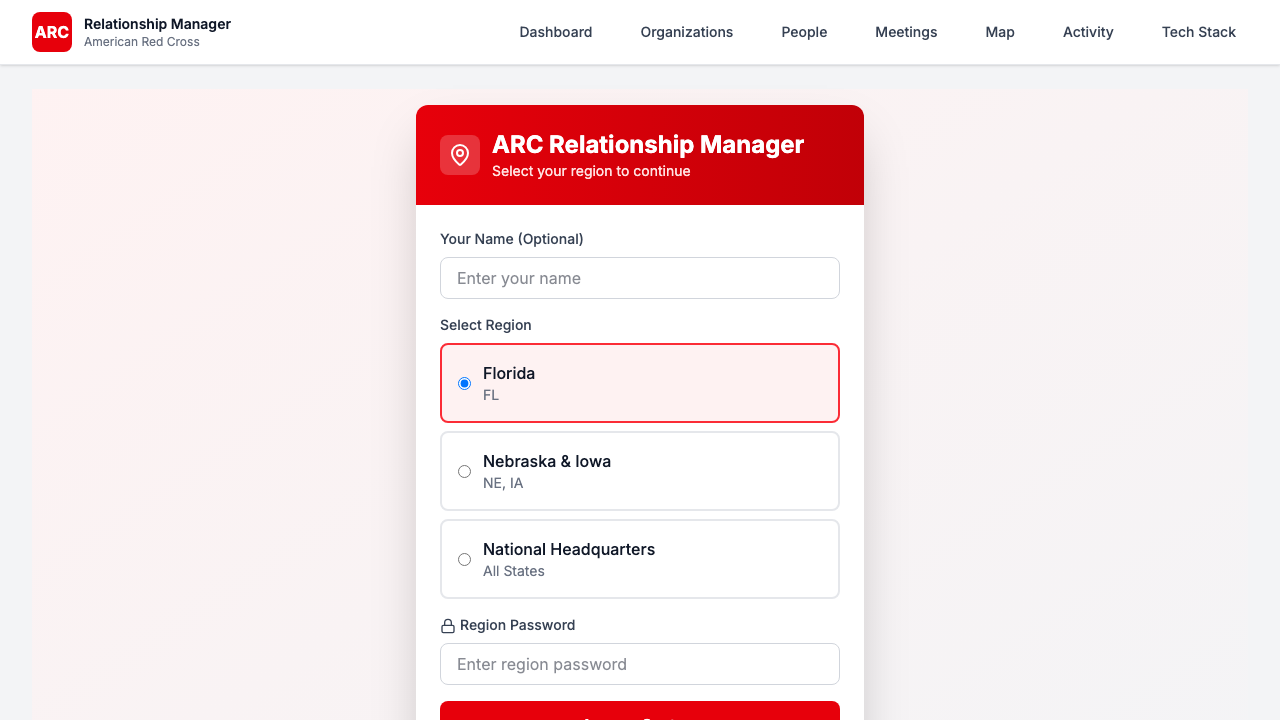 ARC
Relationship Manager
American Red Cross
Dashboard
Organizations
People
Meetings
Map
Activity
Tech Stack
ARC Relationship Manager
Select your region to continue
Your Name (Optional)
Enter your name
Select Region
Florida
FL
Nebraska & Iowa
NE, IA
National Headquarters
All States
Region Password
Enter region password